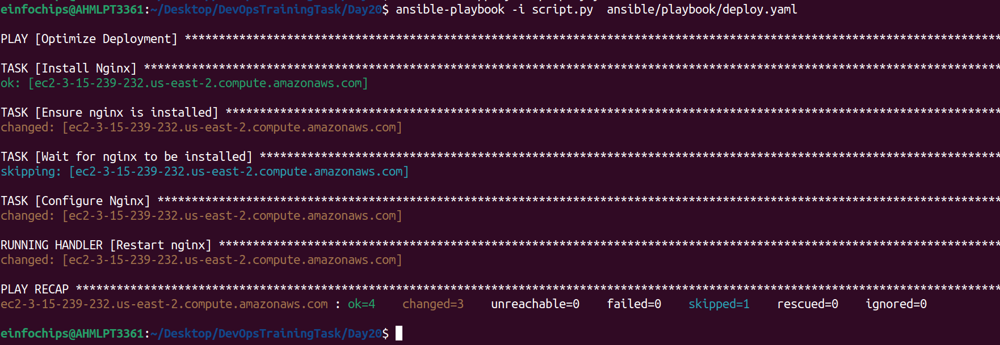 einfochips@AHMLPT3361:~/Desktop/DevOpsTrainingTask/Day20$ ansible-playbook -i script.py  ansible/playbook/deploy.yaml
PLAY [Optimize Deployment] ************************************************************************************************************************
TASK [Install Nginx] ******************************************************************************************************************************
ok: [ec2-3-15-239-232.us-east-2.compute.amazonaws.com]
TASK [Ensure nginx is installed] ******************************************************************************************************************
changed: [ec2-3-15-239-232.us-east-2.compute.amazonaws.com]
TASK [Wait for nginx to be installed] *************************************************************************************************************
skipping: [ec2-3-15-239-232.us-east-2.compute.amazonaws.com]
TASK [Configure Nginx] ****************************************************************************************************************************
changed: [ec2-3-15-239-232.us-east-2.compute.amazonaws.com]
RUNNING HANDLER [Restart nginx] *******************************************************************************************************************
changed: [ec2-3-15-239-232.us-east-2.compute.amazonaws.com]
PLAY RECAP ****************************************************************************************************************************************
ec2-3-15-239-232.us-east-2.compute.amazonaws.com : ok=4    changed=3    unreachable=0    failed=0    skipped=1    rescued=0    ignored=0
einfochips@AHMLPT3361:~/Desktop/DevOpsTrainingTask/Day20$